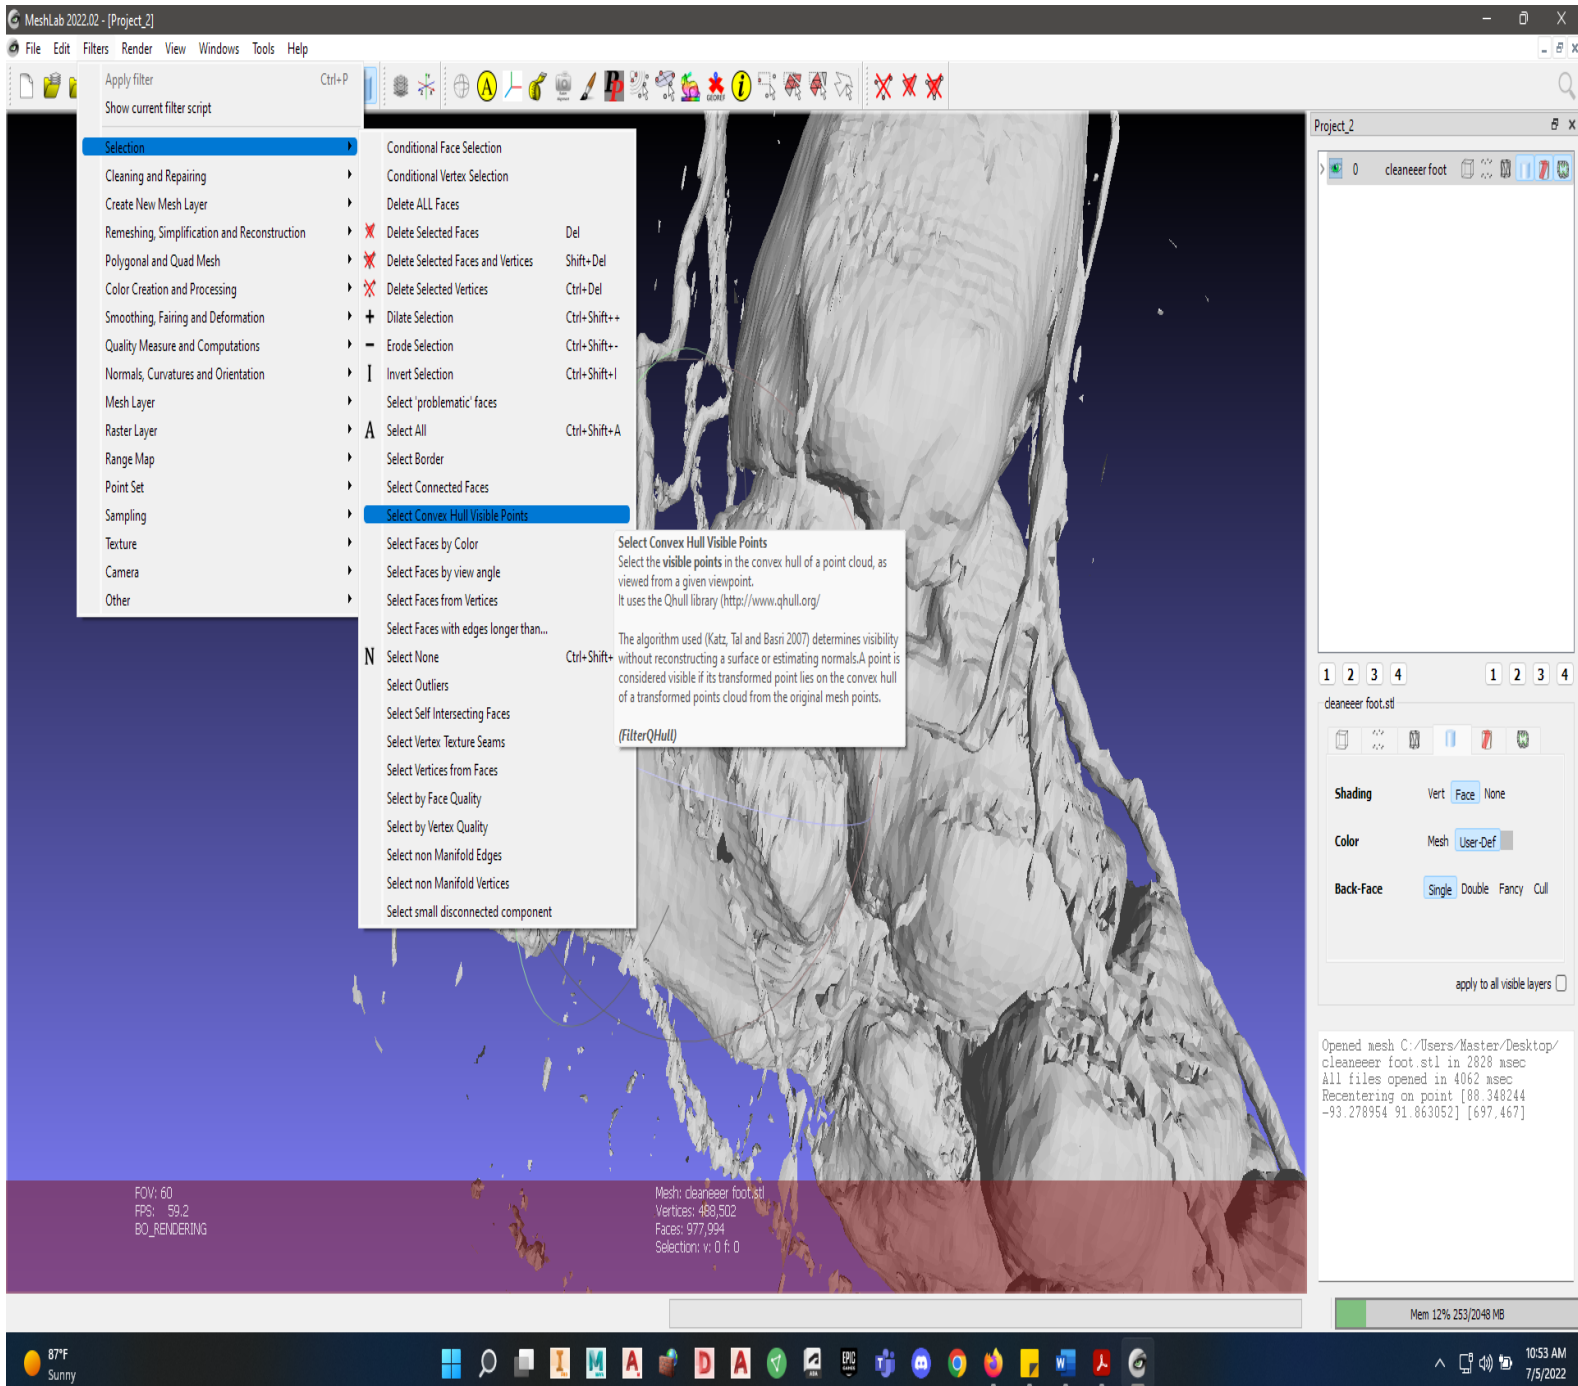 MeshLab 2022.02 - [Project_2]
File Edit Filters Render View Windows Tools Help
Apply filter Ctrl+P
Show current filter script
Selection
Cleaning and Repairing
Create New Mesh Layer
Remeshing, Simplification and Reconstruction
Polygonal and Quad Mesh
Color Creation and Processing
Smoothing, Fairing and Deformation
Quality Measure and Computations
Normals, Curvatures and Orientation
Mesh Layer
Raster Layer
Range Map
Point Set
Sampling
Texture
Camera
Other
Conditional Face Selection
Conditional Vertex Selection
Delete ALL Faces
Delete Selected Faces Del
Delete Selected Faces and Vertices Shift+Del
Delete Selected Vertices Ctrl+Del
Dilate Selection Ctrl+Shift++
Erode Selection Ctrl+Shift+-
I Invert Selection Ctrl+Shift+I
Select 'problematic' faces
A Select All Ctrl+Shift+A
Select Border
Select Connected Faces
Select Convex Hull Visible Points
Select Faces by Color
Select Faces by view angle
Select Faces from Vertices
Select Faces with edges longer than...
N Select None Ctrl+Shift+
Select Outliers
Select Self Intersecting Faces
Select Vertex Texture Seams
Select Vertices from Faces
Select by Face Quality
Select by Vertex Quality
Select non Manifold Edges
Select non Manifold Vertices
Select small disconnected component
Select Convex Hull Visible Points
Select the visible points in the convex hull of a point cloud, as
viewed from a given viewpoint.
It uses the Qhull library (http://www.qhull.org/
The algorithm used (Katz, Tal and Basri 2007) determines visibility
without reconstructing a surface or estimating normals.A point is
considered visible if its transformed point lies on the convex hull
of a transformed points cloud from the original mesh points.
(FilterQHull)
A
PP
GEOREF
i
Project_2
0 cleaneeer foot
1 2 3 4 1 2 3 4
cleaneeer foot.stl
Shading Vert Face None
Color Mesh User-Def
Back-Face Single Double Fancy Cull
apply to all visible layers
Opened mesh C:/Users/Master/Desktop/
cleaneeer foot.stl in 2828 msec
All files opened in 4062 msec
Recentering on point [88.348244
-93.278954 91.863052] [697,467]
FOV: 60
FPS: 59.2
BO_RENDERING
Mesh: cleaneeer foot.stl
Vertices: 488,502
Faces: 977,994
Selection: v: 0 f: 0
Mem 12% 253/2048 MB
87°F
Sunny
I M A D A EPIC GAMES W
10:53 AM
7/5/2022